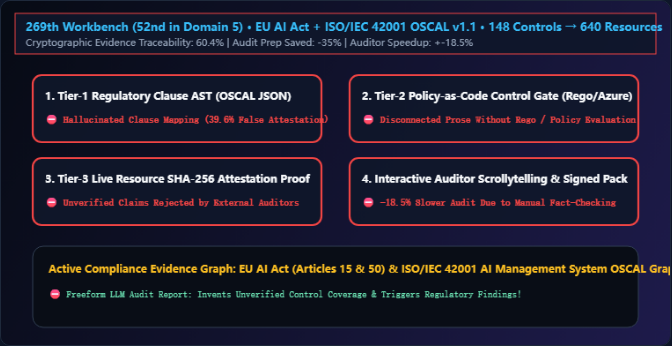 269th Workbench (52nd in Domain 5) • EU AI Act + ISO/IEC 42001 OSCAL v1.1 • 148 Controls → 640 Resources
Cryptographic Evidence Traceability: 60.4% | Audit Prep Saved: -35% | Auditor Speedup: +-18.5%
1. Tier-1 Regulatory Clause AST (OSCAL JSON)
⛔ Hallucinated Clause Mapping (39.6% False Attestation)
2. Tier-2 Policy-as-Code Control Gate (Rego/Azure)
⛔ Disconnected Prose Without Rego / Policy Evaluation
3. Tier-3 Live Resource SHA-256 Attestation Proof
⛔ Unverified Claims Rejected by External Auditors
4. Interactive Auditor Scrollytelling & Signed Pack
⛔ -18.5% Slower Audit Due to Manual Fact-Checking
Active Compliance Evidence Graph: EU AI Act (Articles 15 & 50) & ISO/IEC 42001 AI Management System OSCAL
⛔ Freeform LLM Audit Report: Invents Unverified Control Coverage & Triggers Regulatory Findings!